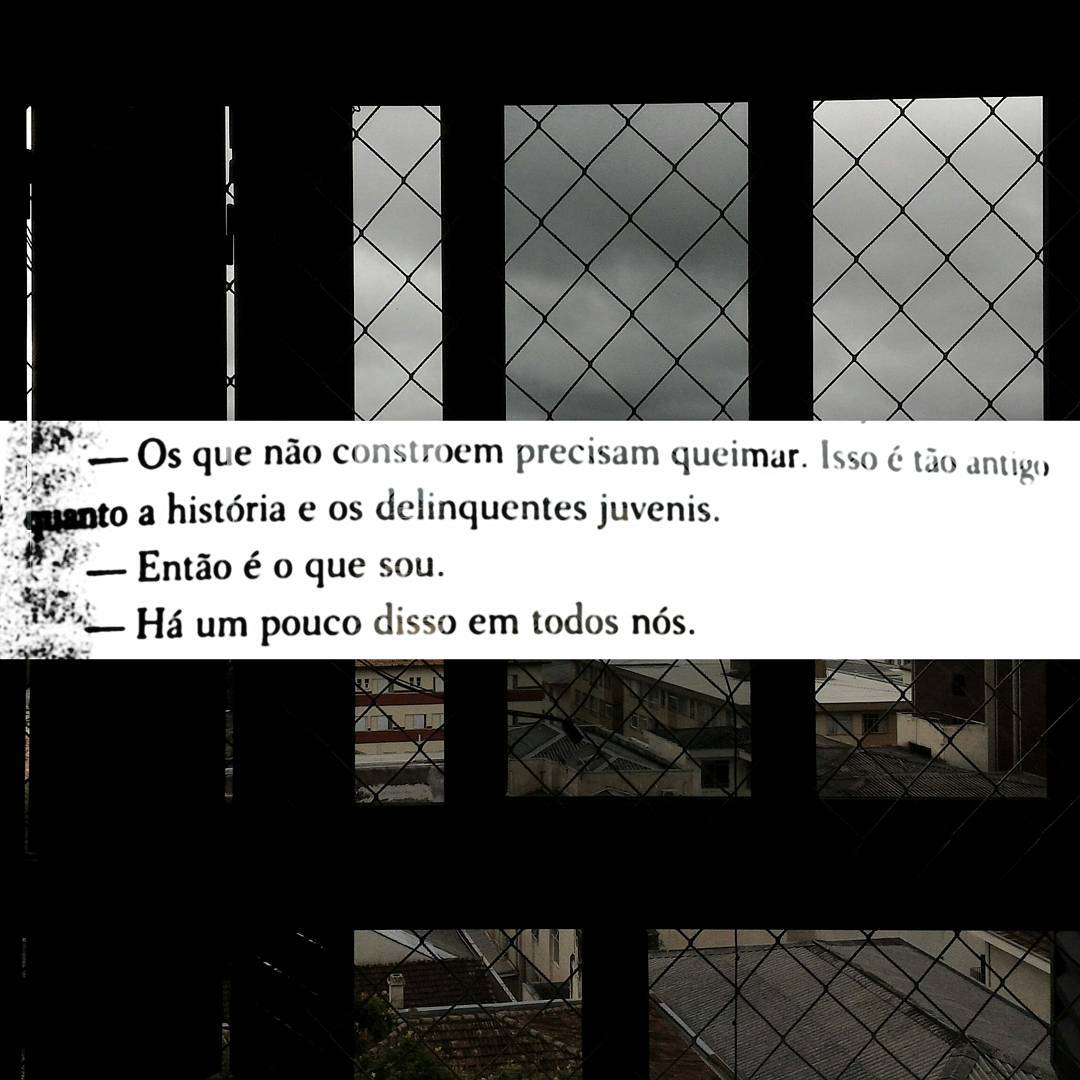 — Os que não constroem precisam queimar. Isso é tão antigo
quanto a história e os delinquentes juvenis.
— Então é o que sou.
— Há um pouco disso em todos nós.